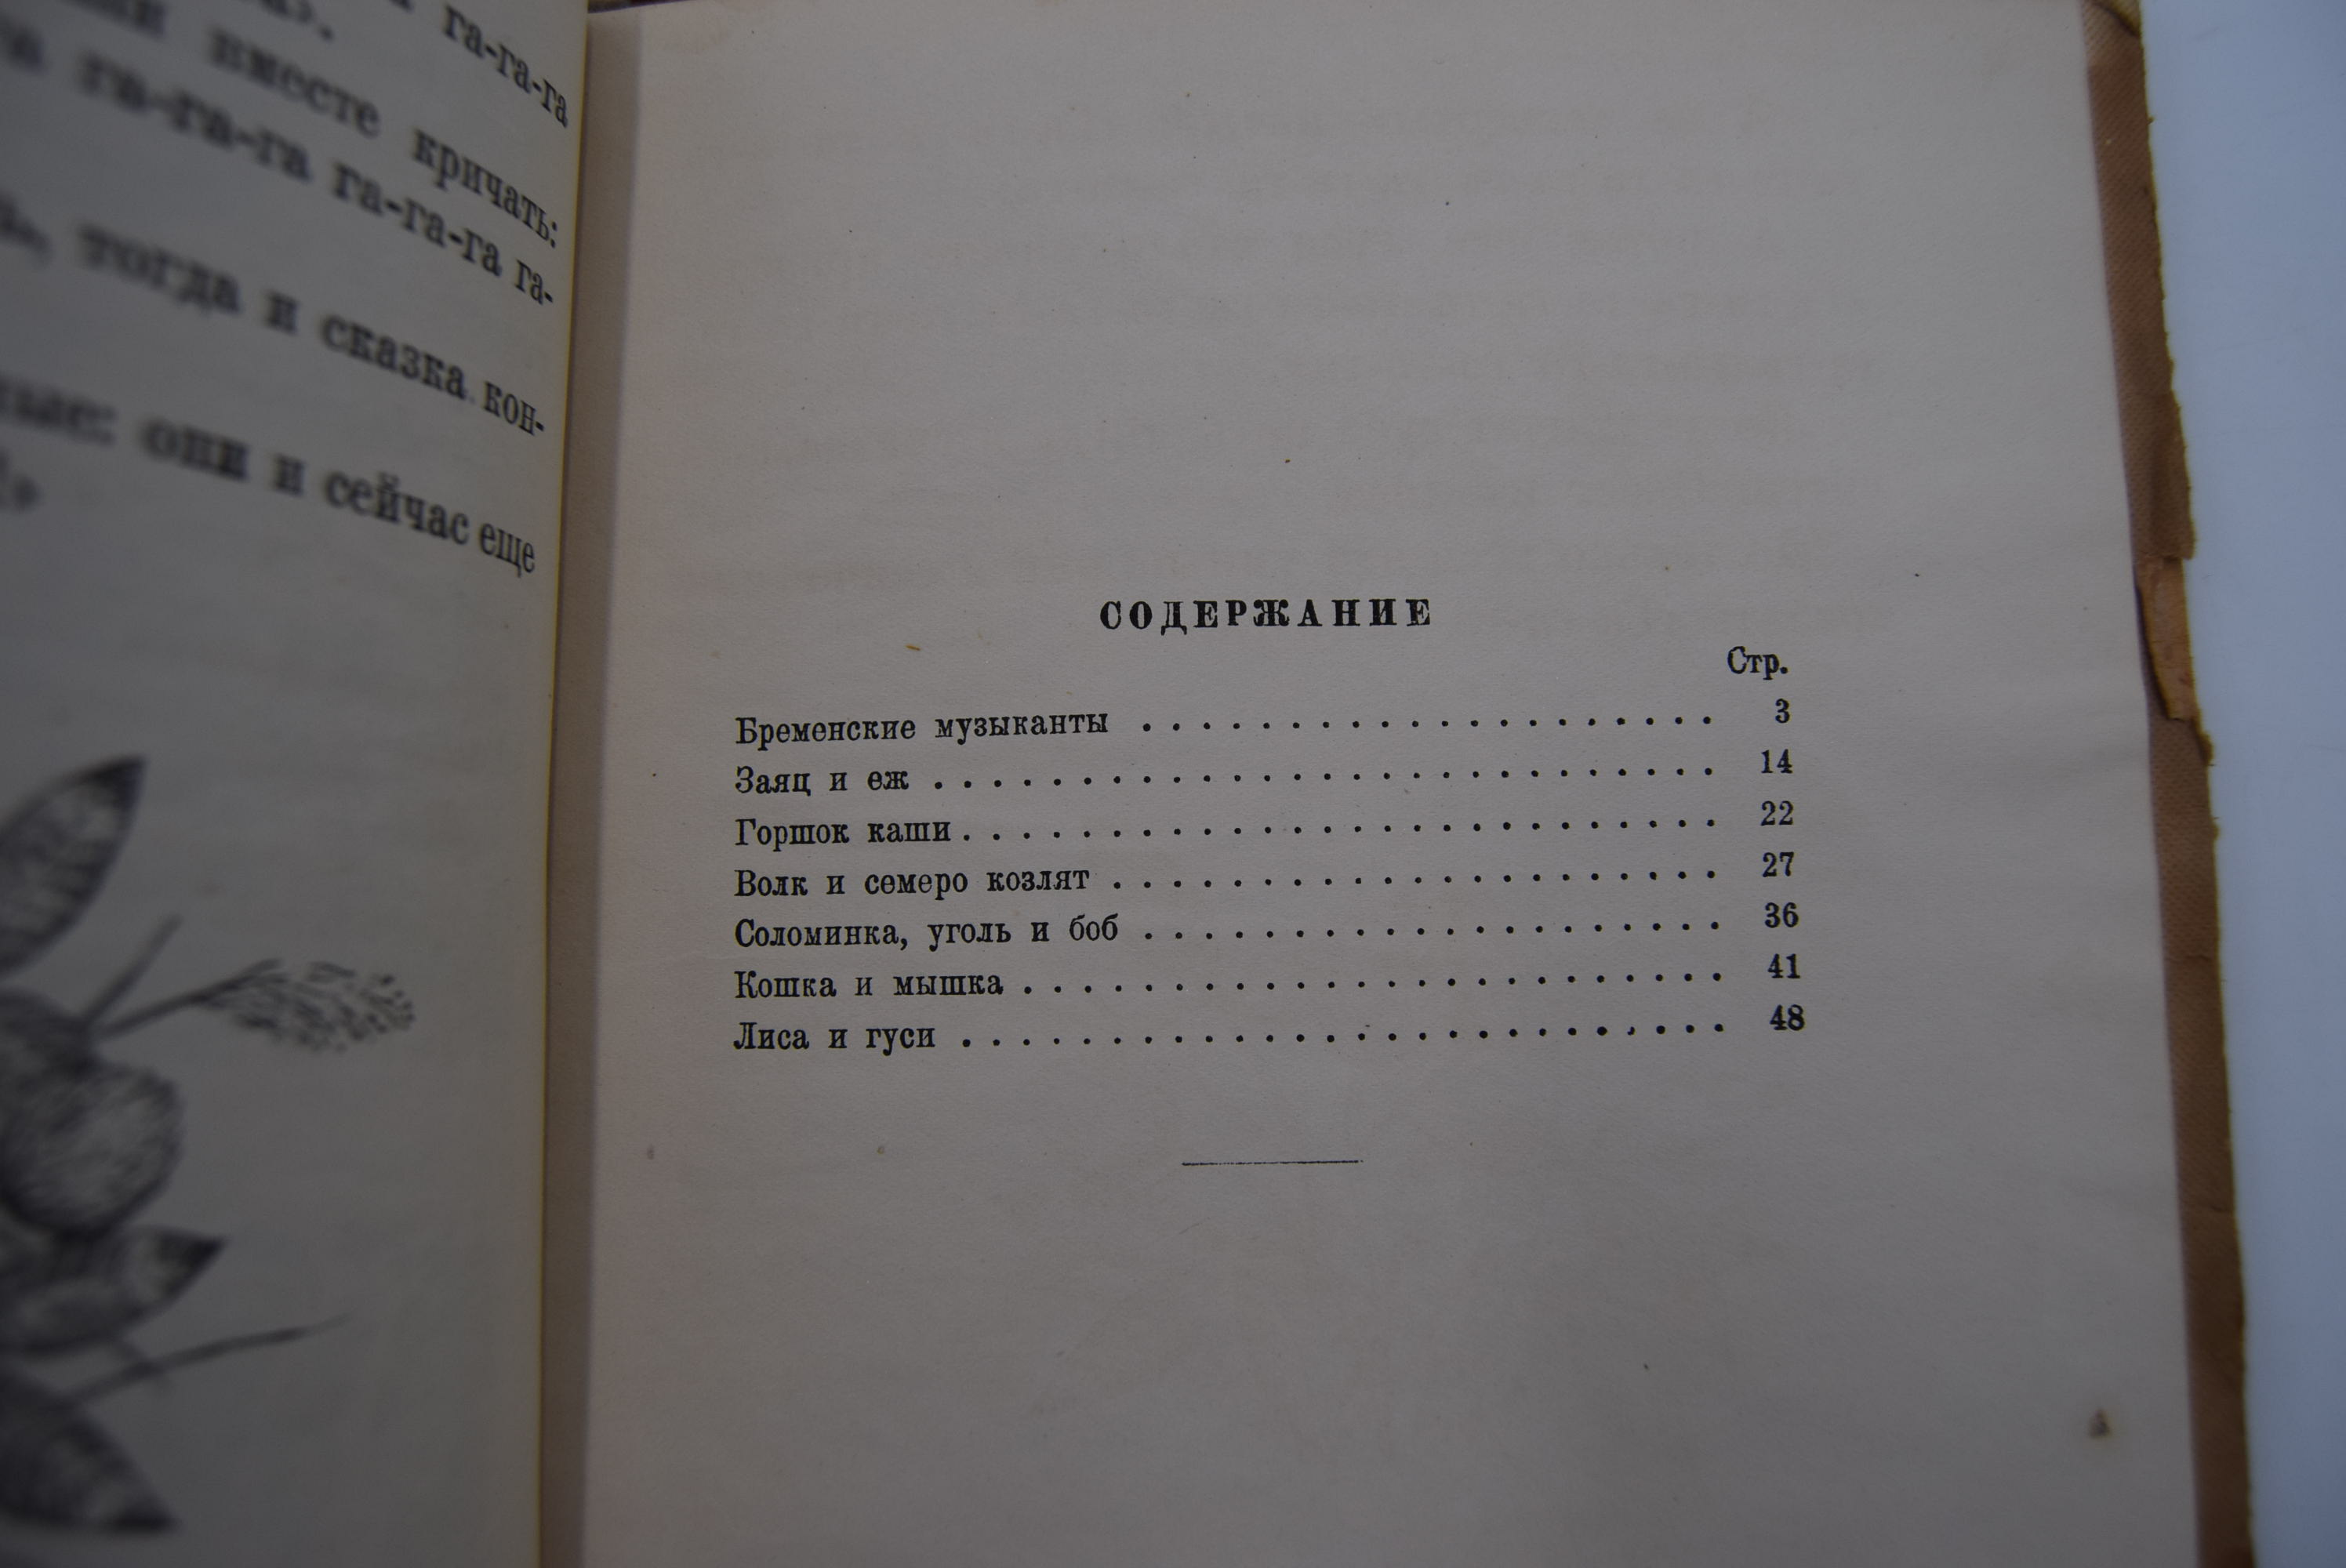 га-га-га
вместе кричать:
га-га-га га-га-га га-
тогда и сказка кон-
они и сейчас еще
СОДЕРЖАНИЕ
Стр.
Бременские музыканты . . . . . . . . . . . . . . . . . . . 3
Заяц и еж . . . . . . . . . . . . . . . . . . . . . . . . . . 14
Горшок каши . . . . . . . . . . . . . . . . . . . . . . . . . 22
Волк и семеро козлят . . . . . . . . . . . . . . . . . . . . 27
Соломинка, уголь и боб . . . . . . . . . . . . . . . . . . . 36
Кошка и мышка . . . . . . . . . . . . . . . . . . . . . . . 41
Лиса и гуси . . . . . . . . . . . . . . . . . . . . . . . . . 48